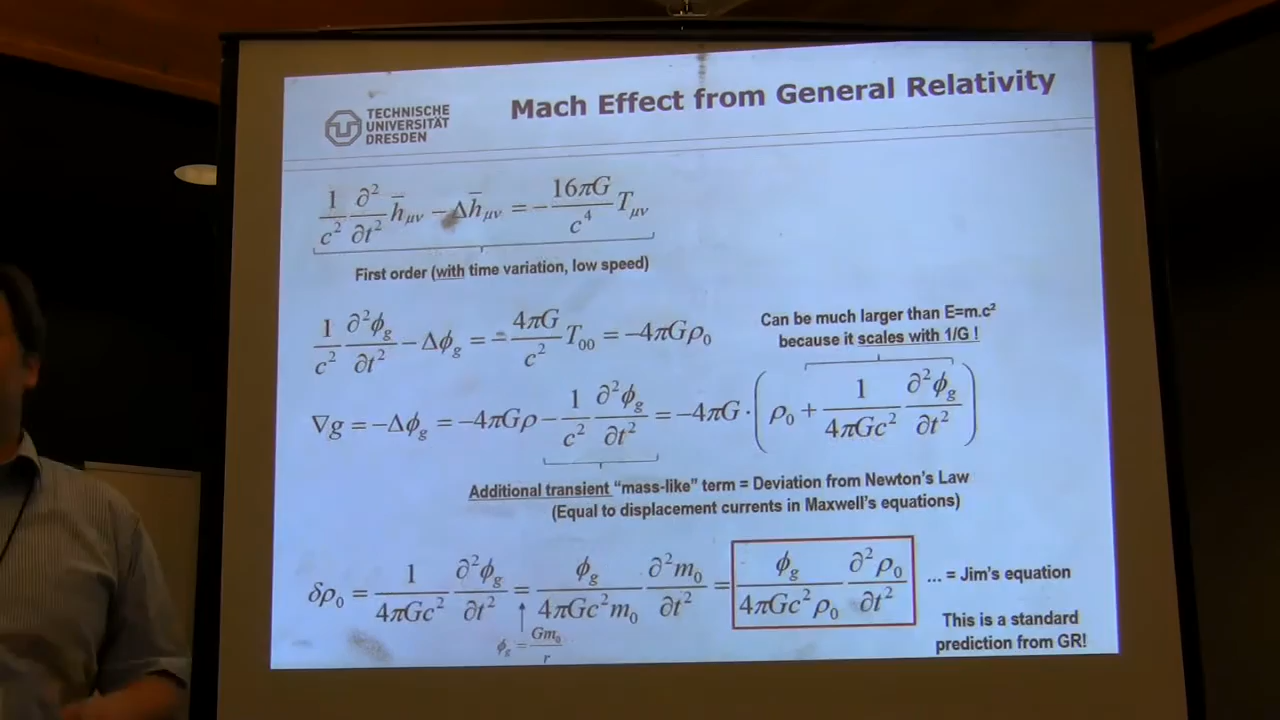 TECHNISCHE
UNIVERSITÄT
DRESDEN
Mach Effect from General Relativity
1/c² ∂²/∂t² h̄μν − Δh̄μν = − 16πG/c⁴ Tμν
First order (with time variation, low speed)
1/c² ∂²ϕg/∂t² − Δϕg = − 4πG/c² T₀₀ = −4πGρ₀
Can be much larger than E=m.c²
because it scales with 1/G !
∇g = −Δϕg = −4πGρ − 1/c² ∂²ϕg/∂t² = −4πG · ( ρ₀ + 1/4πGc² ∂²ϕg/∂t² )
Additional transient “mass-like” term = Deviation from Newton’s Law
(Equal to displacement currents in Maxwell’s equations)
δρ₀ = 1/4πGc² ∂²ϕg/∂t² = ϕg/4πGc²m₀ ∂²m₀/∂t² = ϕg/4πGc²ρ₀ ∂²ρ₀/∂t² ... = Jim’s equation
ϕg = Gm₀/r
This is a standard
prediction from GR!